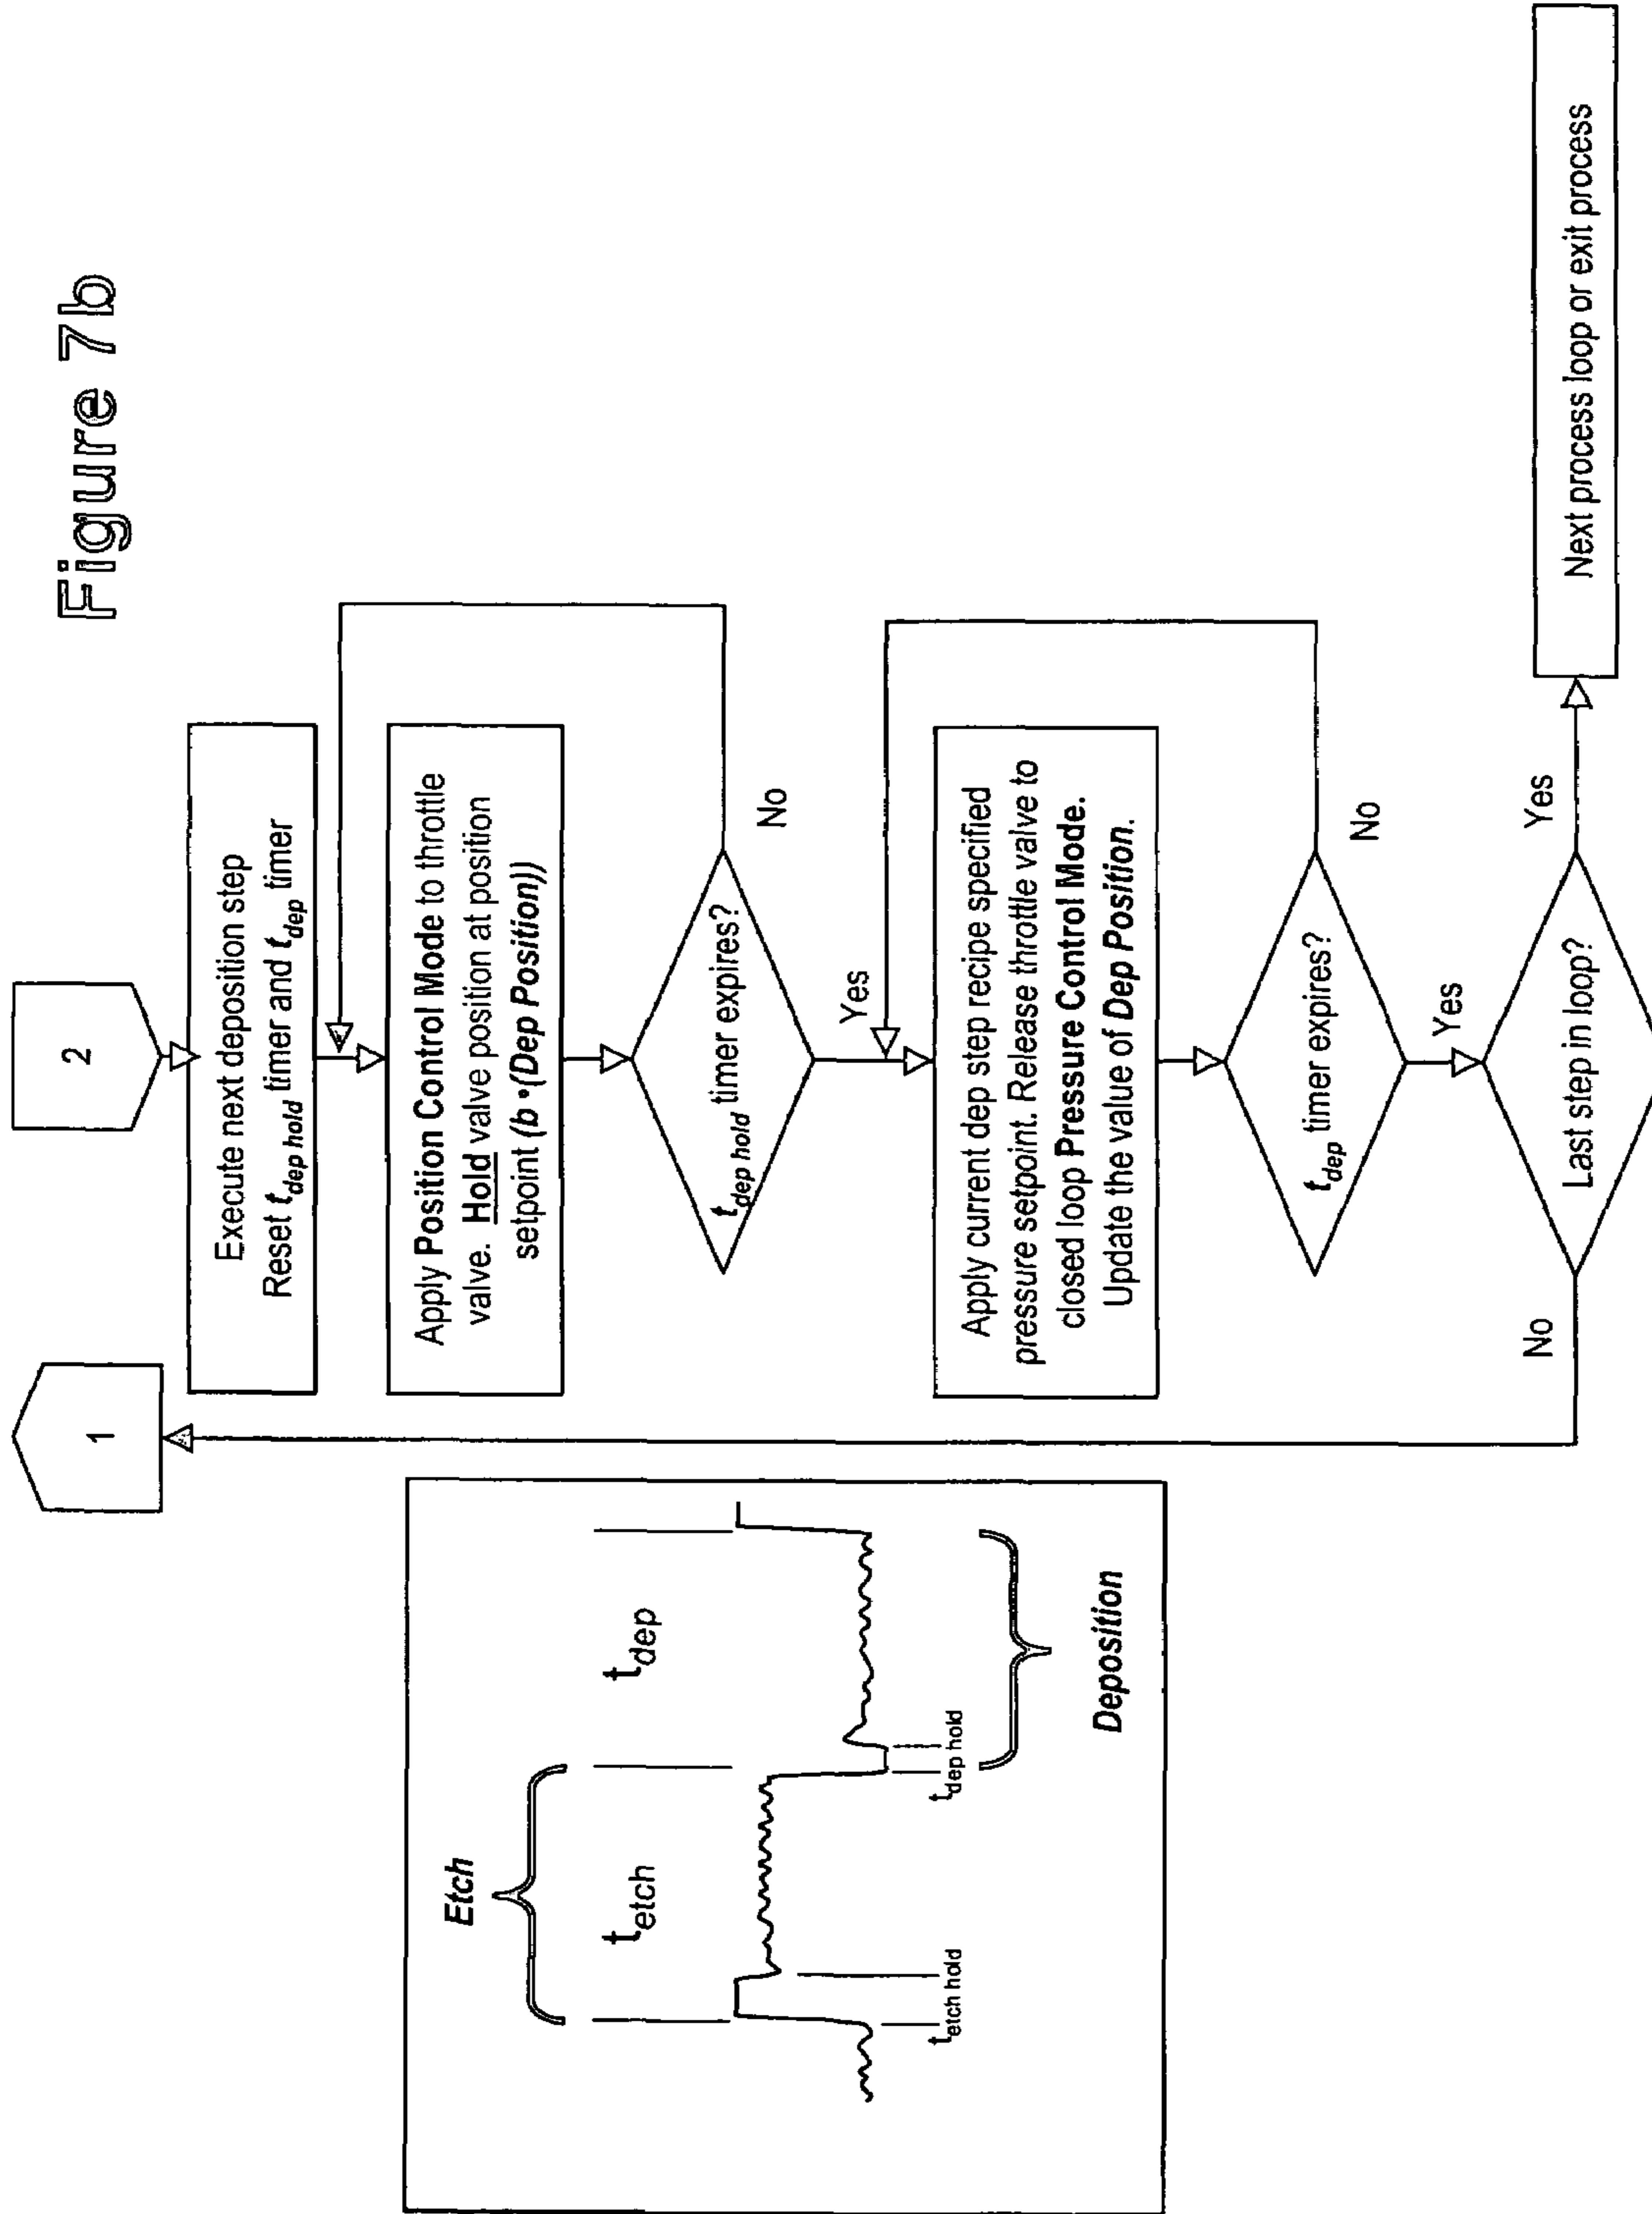 Figure 7b
2
Execute next deposition step
Reset t_dep hold timer and t_dep timer
Apply Position Control Mode to throttle
valve. Hold valve position at position
setpoint (b•(Dep Position))
t_dep hold timer expires?
No
Yes
Apply current dep step recipe specified
pressure setpoint. Release throttle valve to
closed loop Pressure Control Mode.
Update the value of Dep Position.
t_dep timer expires?
No
Yes
Last step in loop?
No
Yes
Next process loop or exit process
1
Etch
t_etch
t_dep
t_etch hold
t_dep hold
Deposition